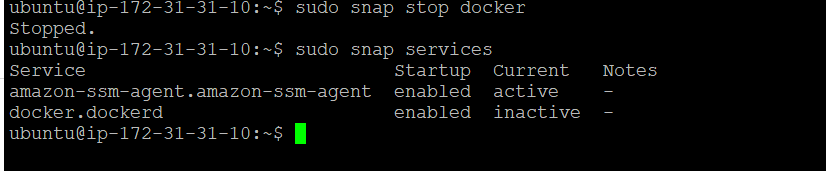 ubuntu@ip-172-31-31-10:~$ sudo snap stop docker
Stopped.
ubuntu@ip-172-31-31-10:~$ sudo snap services
Service                          Startup  Current   Notes
amazon-ssm-agent.amazon-ssm-agent  enabled  active    -
docker.dockerd                   enabled  inactive  -
ubuntu@ip-172-31-31-10:~$